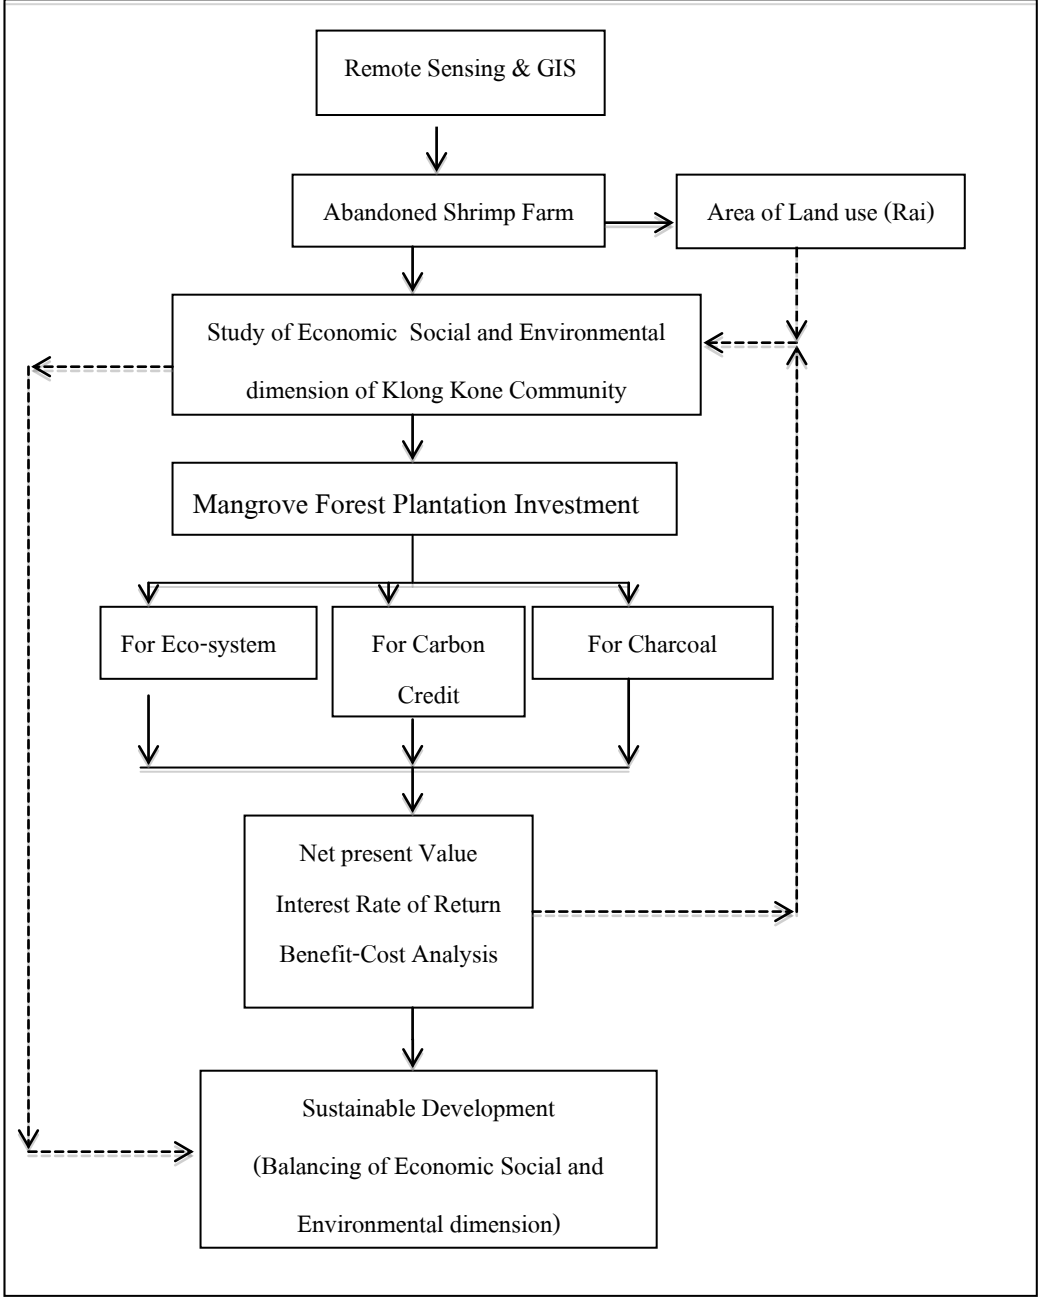 Remote Sensing & GIS
Abandoned Shrimp Farm
Area of Land use (Rai)
Study of Economic Social and Environmental
dimension of Klong Kone Community
Mangrove Forest Plantation Investment
For Eco-system
For Carbon
Credit
For Charcoal
Net present Value
Interest Rate of Return
Benefit-Cost Analysis
Sustainable Development
(Balancing of Economic Social and
Environmental dimension)